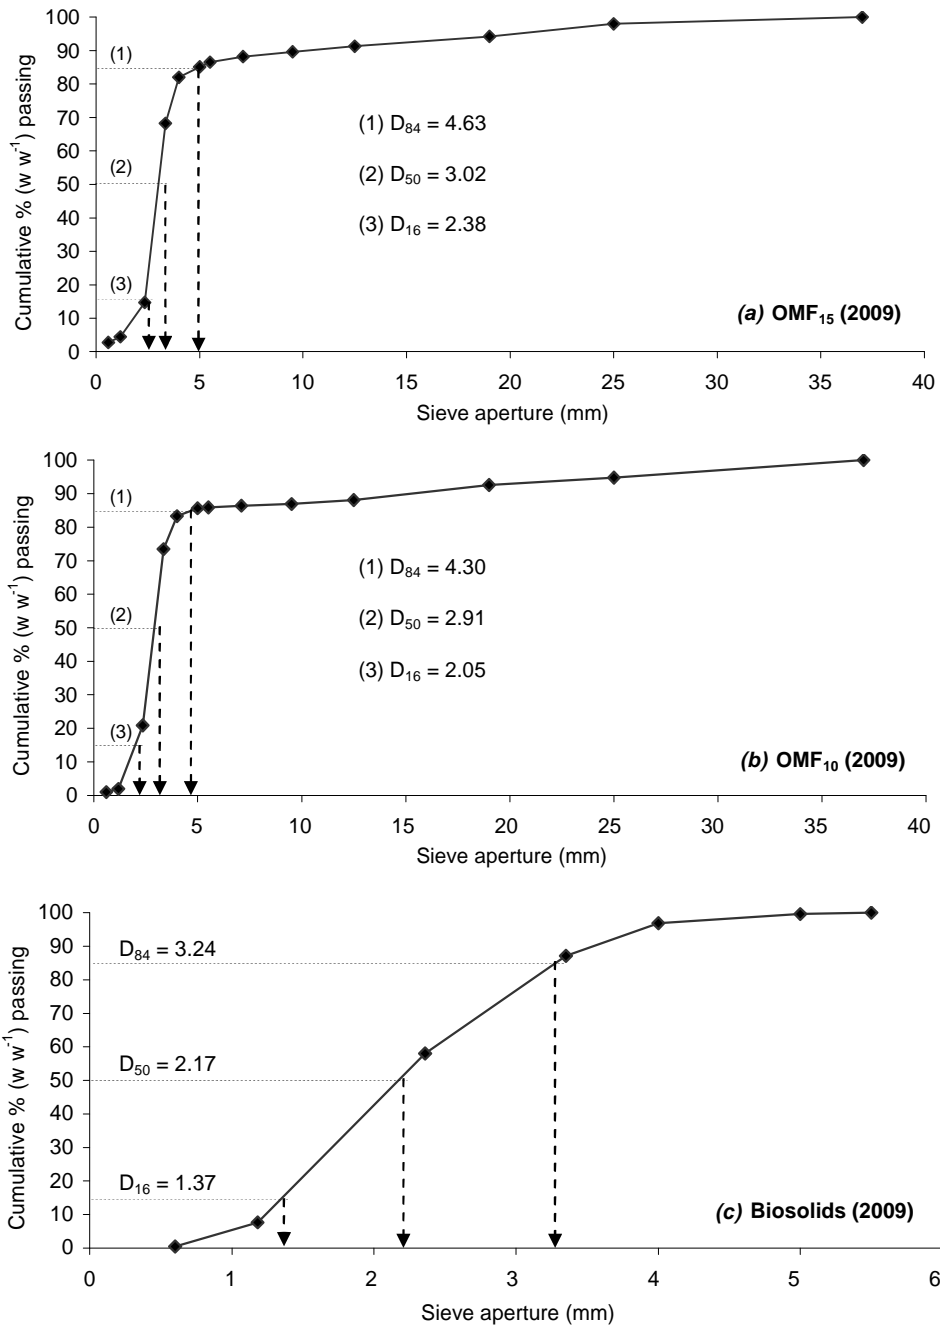 100
90
80
70
60
50
40
30
20
10
0
Cumulative % (w w⁻¹) passing
(1)
(2)
(3)
(1) D₈₄ = 4.63
(2) D₅₀ = 3.02
(3) D₁₆ = 2.38
(a) OMF₁₅ (2009)
0 5 10 15 20 25 30 35 40
Sieve aperture (mm)
100
90
80
70
60
50
40
30
20
10
0
Cumulative % (w w⁻¹) passing
(1)
(2)
(3)
(1) D₈₄ = 4.30
(2) D₅₀ = 2.91
(3) D₁₆ = 2.05
(b) OMF₁₀ (2009)
0 5 10 15 20 25 30 35 40
Sieve aperture (mm)
100
90
80
70
60
50
40
30
20
10
0
Cumulative % (w w⁻¹) passing
D₈₄ = 3.24
D₅₀ = 2.17
D₁₆ = 1.37
(c) Biosolids (2009)
0 1 2 3 4 5 6
Sieve aperture (mm)